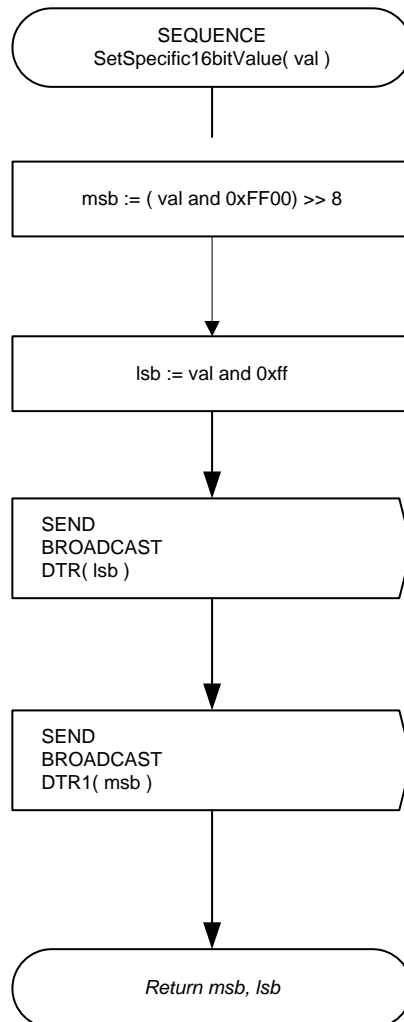 SEQUENCE
SetSpecific16bitValue( val )
msb := ( val and 0xFF00) >> 8
lsb := val and 0xff
SEND
BROADCAST
DTR( lsb )
SEND
BROADCAST
DTR1( msb )
Return msb, lsb